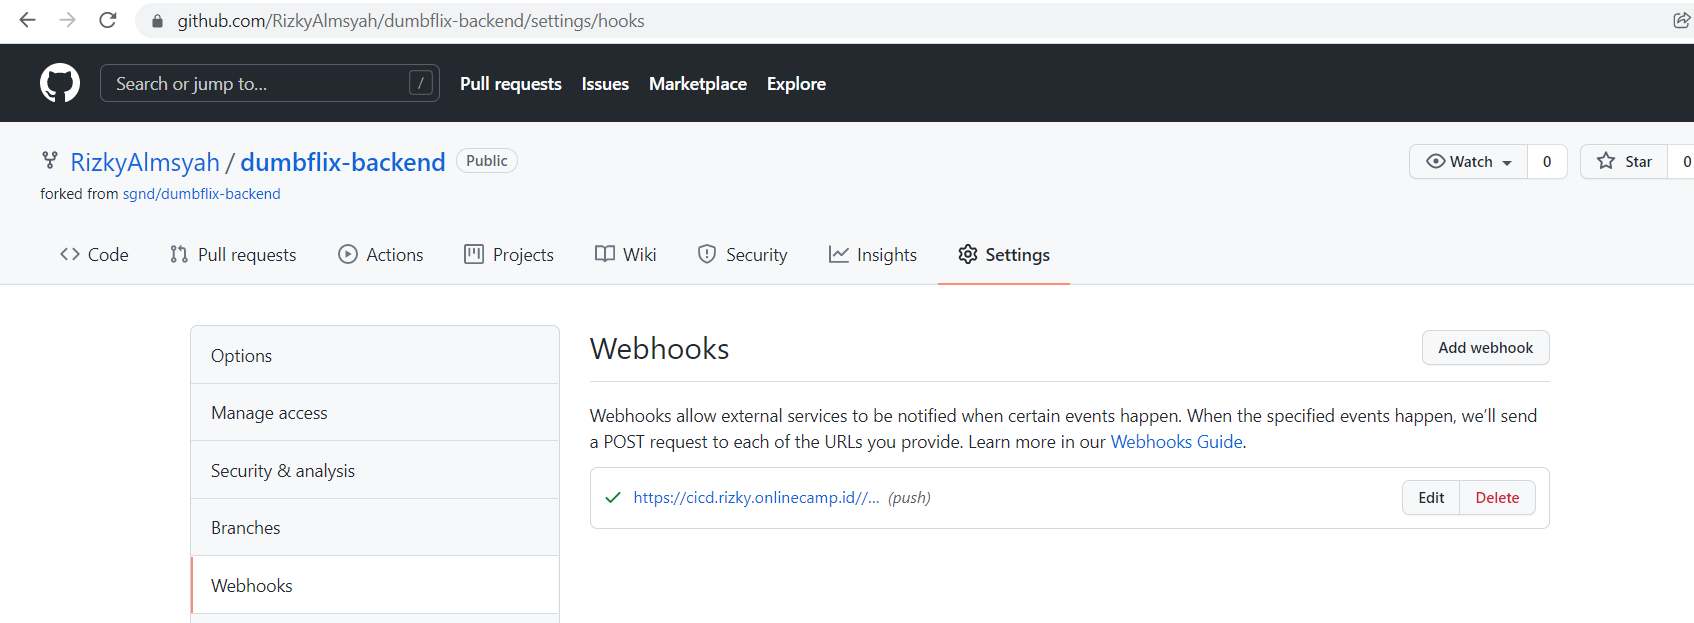 github.com/RizkyAlmsyah/dumbflix-backend/settings/hooks
Search or jump to... / Pull requests Issues Marketplace Explore
RizkyAlmsyah / dumbflix-backend Public Watch 0 Star 0
forked from sgnd/dumbflix-backend
Code Pull requests Actions Projects Wiki Security Insights Settings
Options
Manage access
Security & analysis
Branches
Webhooks
Webhooks Add webhook
Webhooks allow external services to be notified when certain events happen. When the specified events happen, we’ll send
a POST request to each of the URLs you provide. Learn more in our Webhooks Guide.
https://cicd.rizky.onlinecamp.id//... (push) Edit Delete